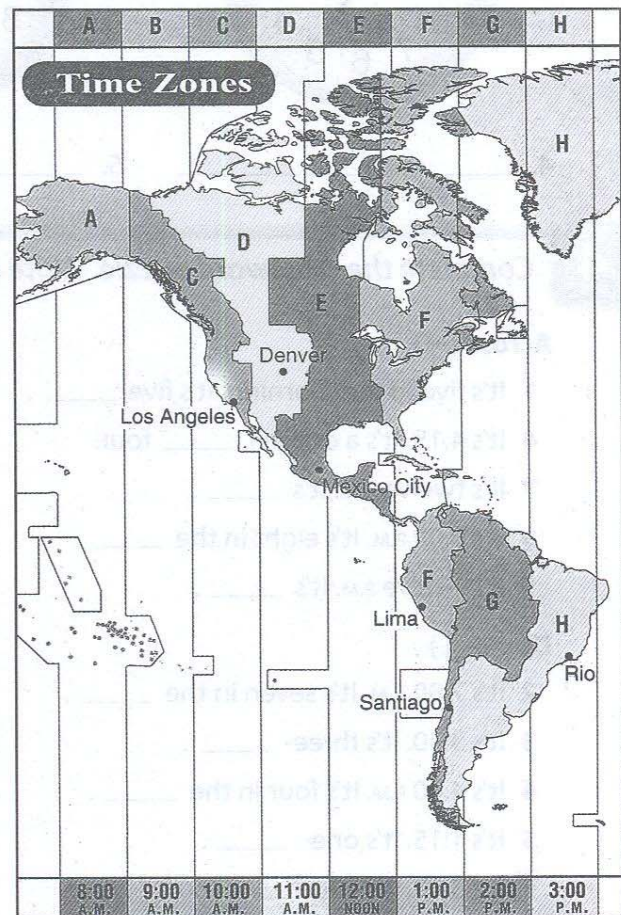 A B C D E F G H
Time Zones
H
A
D
C
E
F
Denver
Los Angeles
Mexico City
F
G
H
Lima
Rio
Santiago
8:00 9:00 10:00 11:00 12:00 1:00 2:00 3:00
A.M. A.M. A.M. A.M. NOON P.M. P.M. P.M.